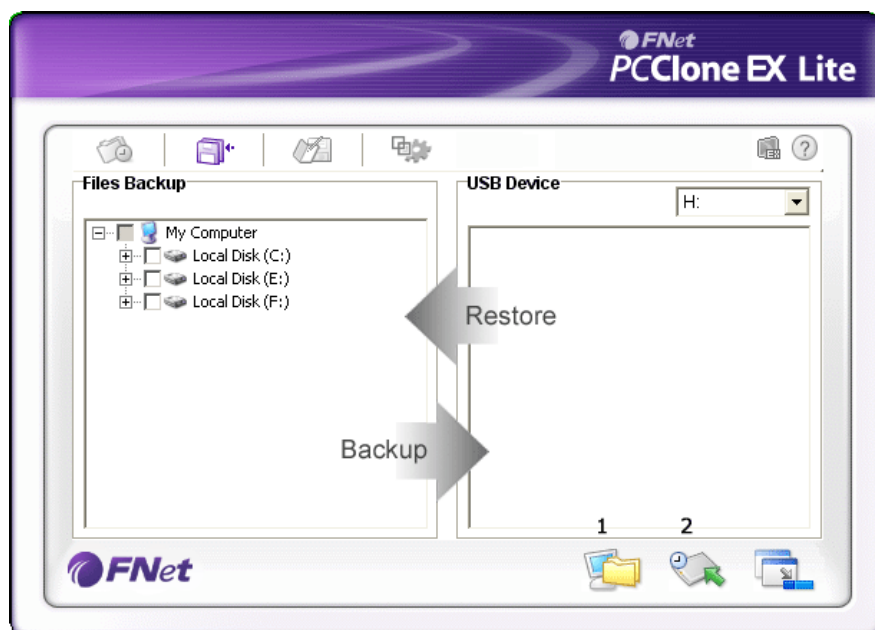 FNet
PCClone EX Lite
Files Backup
USB Device
H:
My Computer
Local Disk (C:)
Local Disk (E:)
Local Disk (F:)
Restore
Backup
1 2
FNet